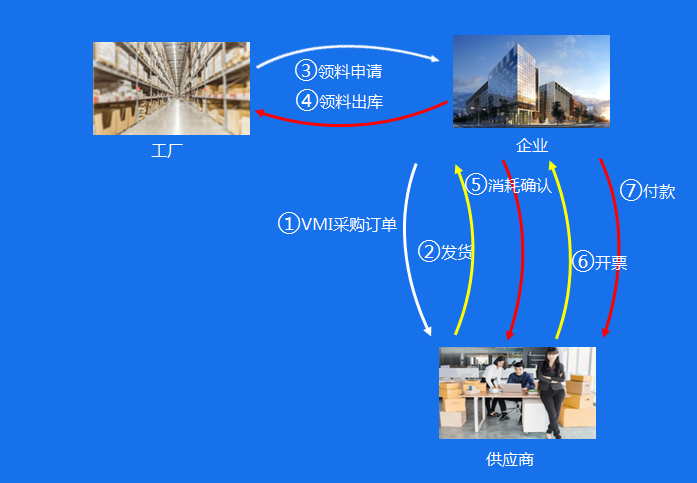 ③领料申请
④领料出库
工厂
企业
⑤消耗确认
⑦付款
①VMI采购订单
②发货
⑥开票
供应商